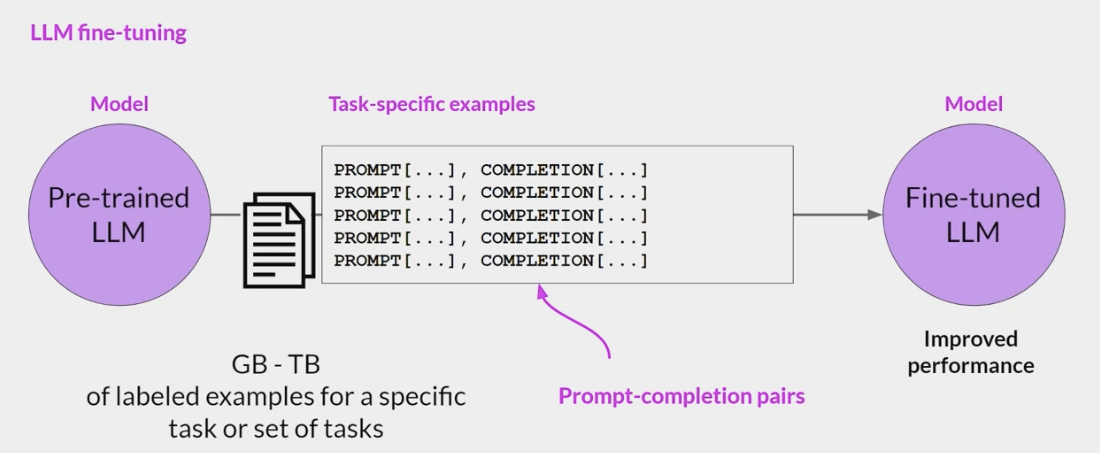 LLM fine-tuning
Model
Task-specific examples
Model
Pre-trained
LLM
PROMPT[...], COMPLETION[...]
PROMPT[...], COMPLETION[...]
PROMPT[...], COMPLETION[...]
PROMPT[...], COMPLETION[...]
PROMPT[...], COMPLETION[...]
Fine-tuned
LLM
GB - TB
of labeled examples for a specific
task or set of tasks
Prompt-completion pairs
Improved
performance